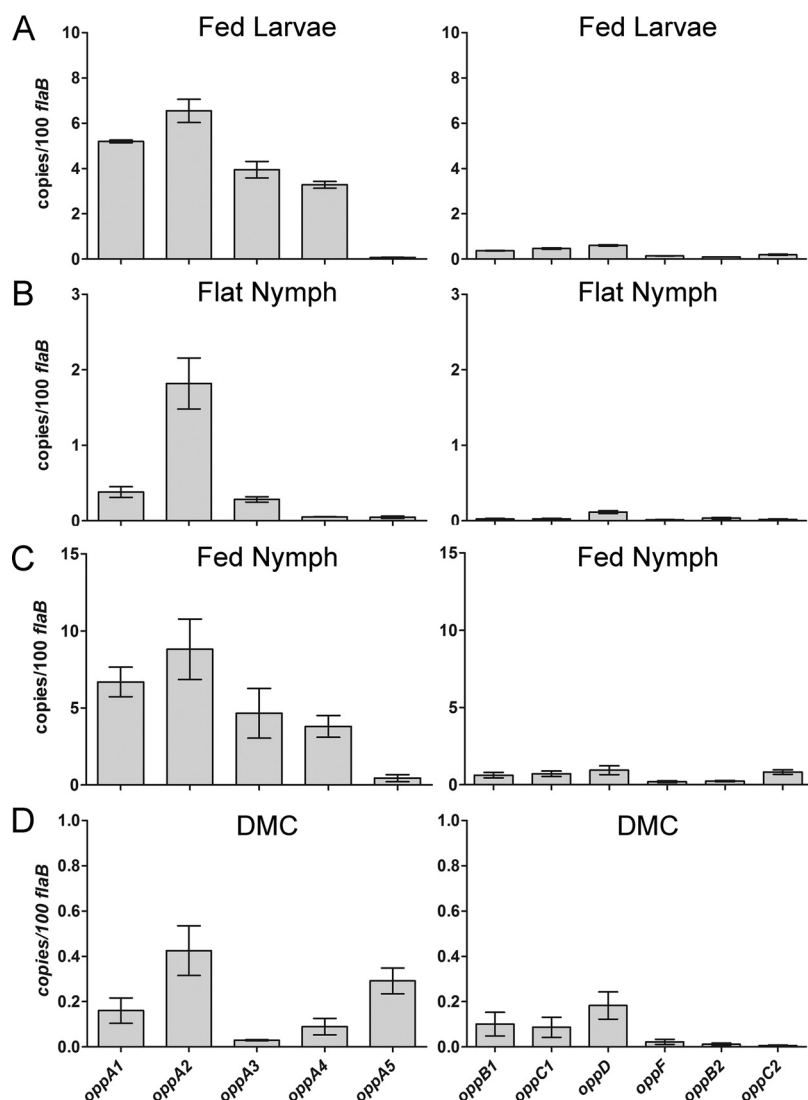 A
Fed Larvae
Fed Larvae
copies/100 flaB
10
8
6
4
2
0
10
8
6
4
2
0
B
Flat Nymph
Flat Nymph
copies/100 flaB
3
2
1
0
3
2
1
0
C
Fed Nymph
Fed Nymph
copies/100 flaB
15
10
5
0
15
10
5
0
D
DMC
DMC
copies/100 flaB
1.0
0.8
0.6
0.4
0.2
0.0
1.0
0.8
0.6
0.4
0.2
0.0
oppA1
oppA2
oppA3
oppA4
oppA5
oppB1
oppC1
oppD
oppF
oppB2
oppC2